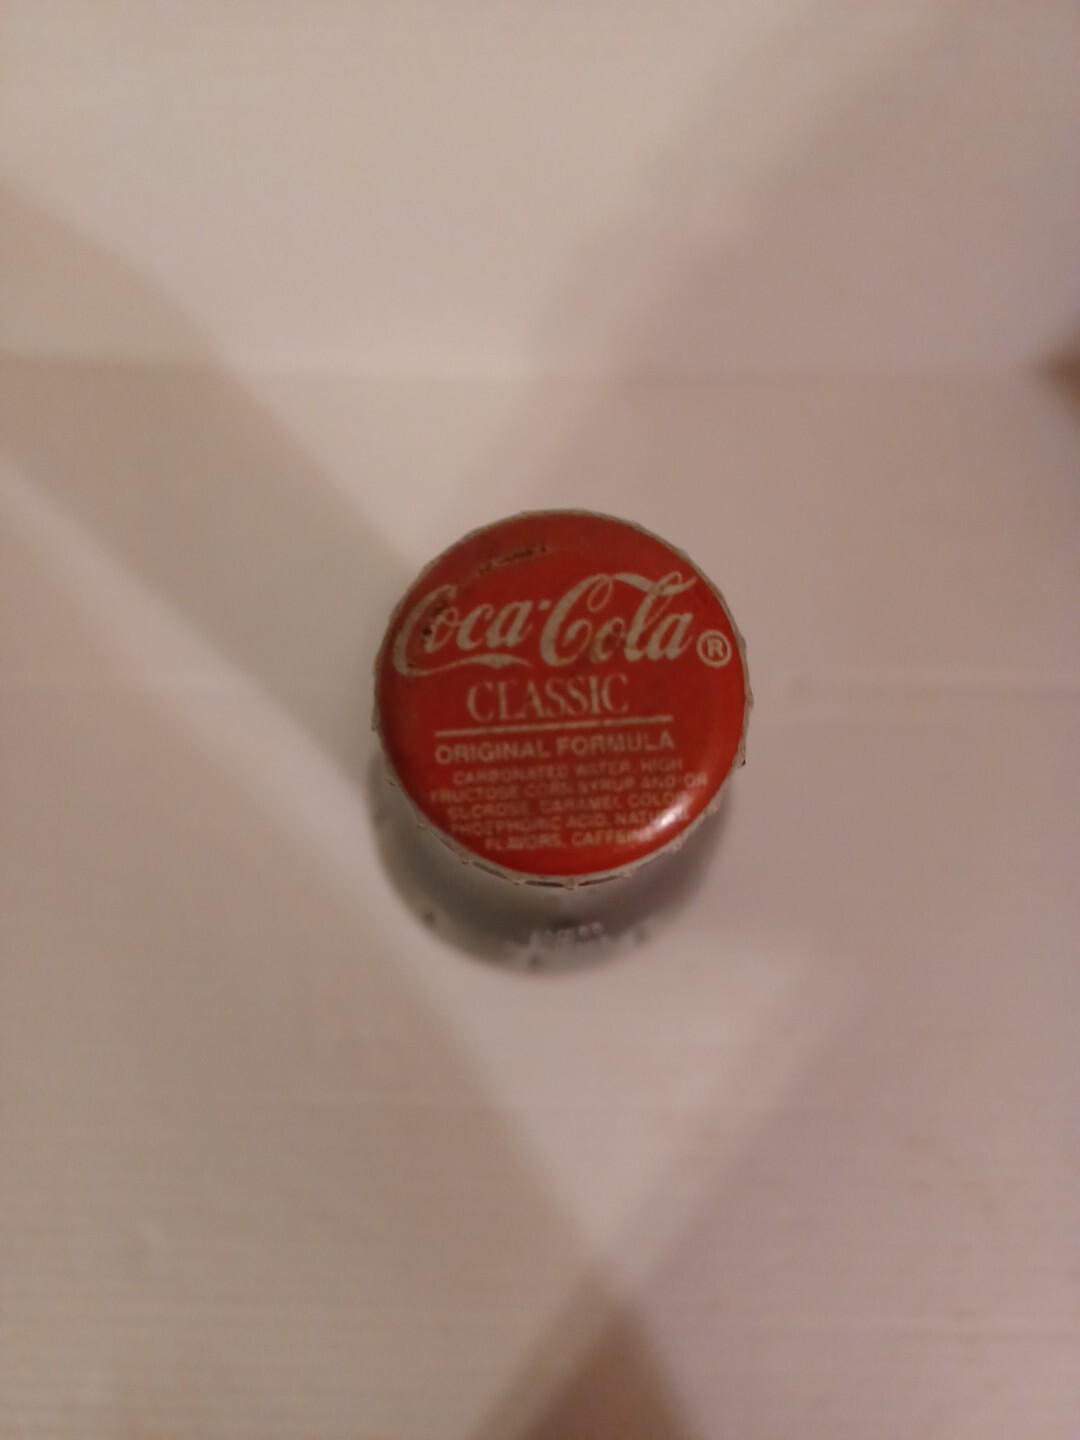 Coca-Cola ®
CLASSIC
ORIGINAL FORMULA
CARBONATED WATER, HIGH
FRUCTOSE CORN SYRUP AND/OR
SUCROSE, CARAMEL COLOR
PHOSPHORIC ACID, NATURAL
FLAVORS, CAFFEINE